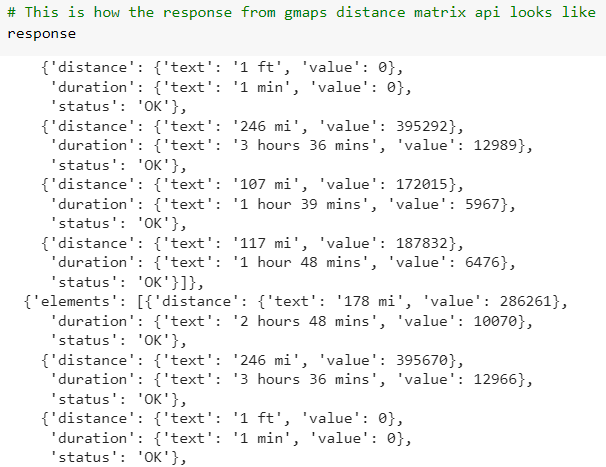 # This is how the response from gmaps distance matrix api looks like
response
{'distance': {'text': '1 ft', 'value': 0},
'duration': {'text': '1 min', 'value': 0},
'status': 'OK'},
{'distance': {'text': '246 mi', 'value': 395292},
'duration': {'text': '3 hours 36 mins', 'value': 12989},
'status': 'OK'},
{'distance': {'text': '107 mi', 'value': 172015},
'duration': {'text': '1 hour 39 mins', 'value': 5967},
'status': 'OK'},
{'distance': {'text': '117 mi', 'value': 187832},
'duration': {'text': '1 hour 48 mins', 'value': 6476},
'status': 'OK'}]},
{'elements': [{'distance': {'text': '178 mi', 'value': 286261},
'duration': {'text': '2 hours 48 mins', 'value': 10070},
'status': 'OK'},
{'distance': {'text': '246 mi', 'value': 395670},
'duration': {'text': '3 hours 36 mins', 'value': 12966},
'status': 'OK'},
{'distance': {'text': '1 ft', 'value': 0},
'duration': {'text': '1 min', 'value': 0},
'status': 'OK'},